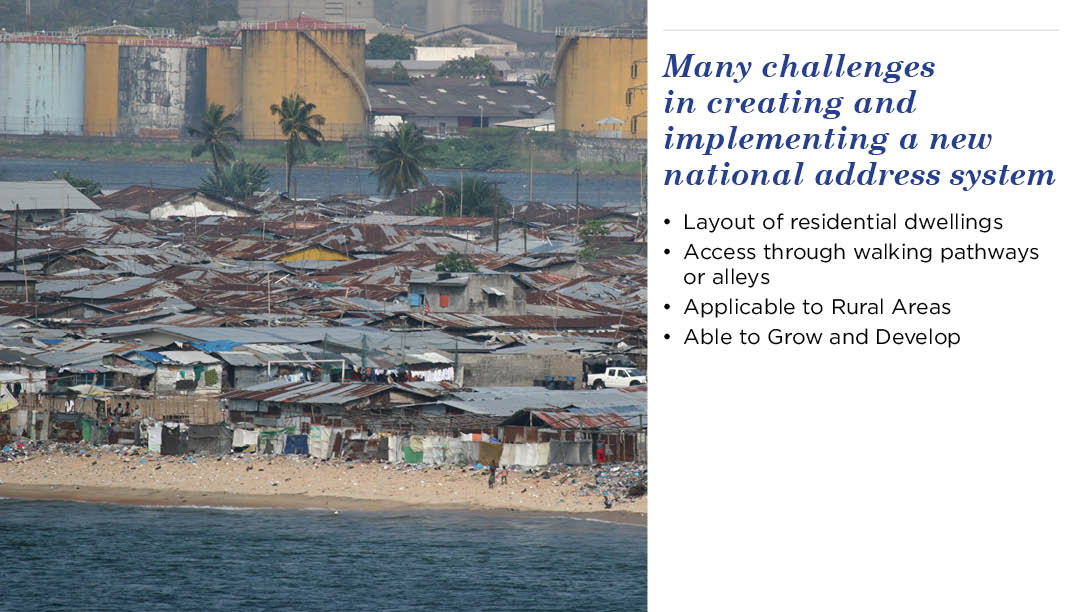 Many challenges
in creating and
implementing a new
national address system
• Layout of residential dwellings
• Access through walking pathways
or alleys
• Applicable to Rural Areas
• Able to Grow and Develop